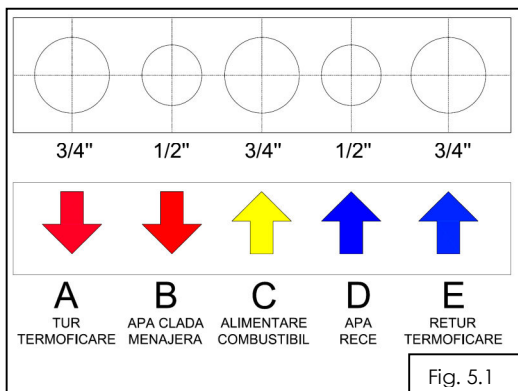 3/4" 1/2" 3/4" 1/2" 3/4"
A B C D E
TUR TERMOFICARE
APA CLADA MENAJERA
ALIMENTARE COMBUSTIBIL
APA RECE
RETUR TERMOFICARE
Fig. 5.1